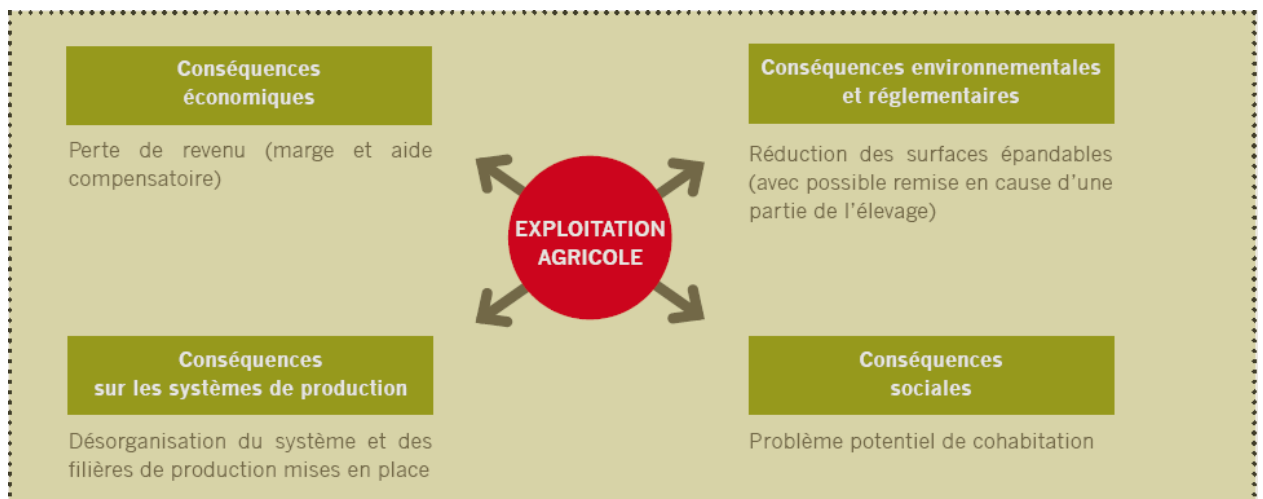 Conséquences
économiques
Perte de revenu (marge et aide
compensatoire)
Conséquences environnementales
et réglementaires
Réduction des surfaces épandables
(avec possible remise en cause d'une
partie de l'élevage)
EXPLOITATION
AGRICOLE
Conséquences
sur les systèmes de production
Désorganisation du système et des
filières de production mises en place
Conséquences
sociales
Problème potentiel de cohabitation